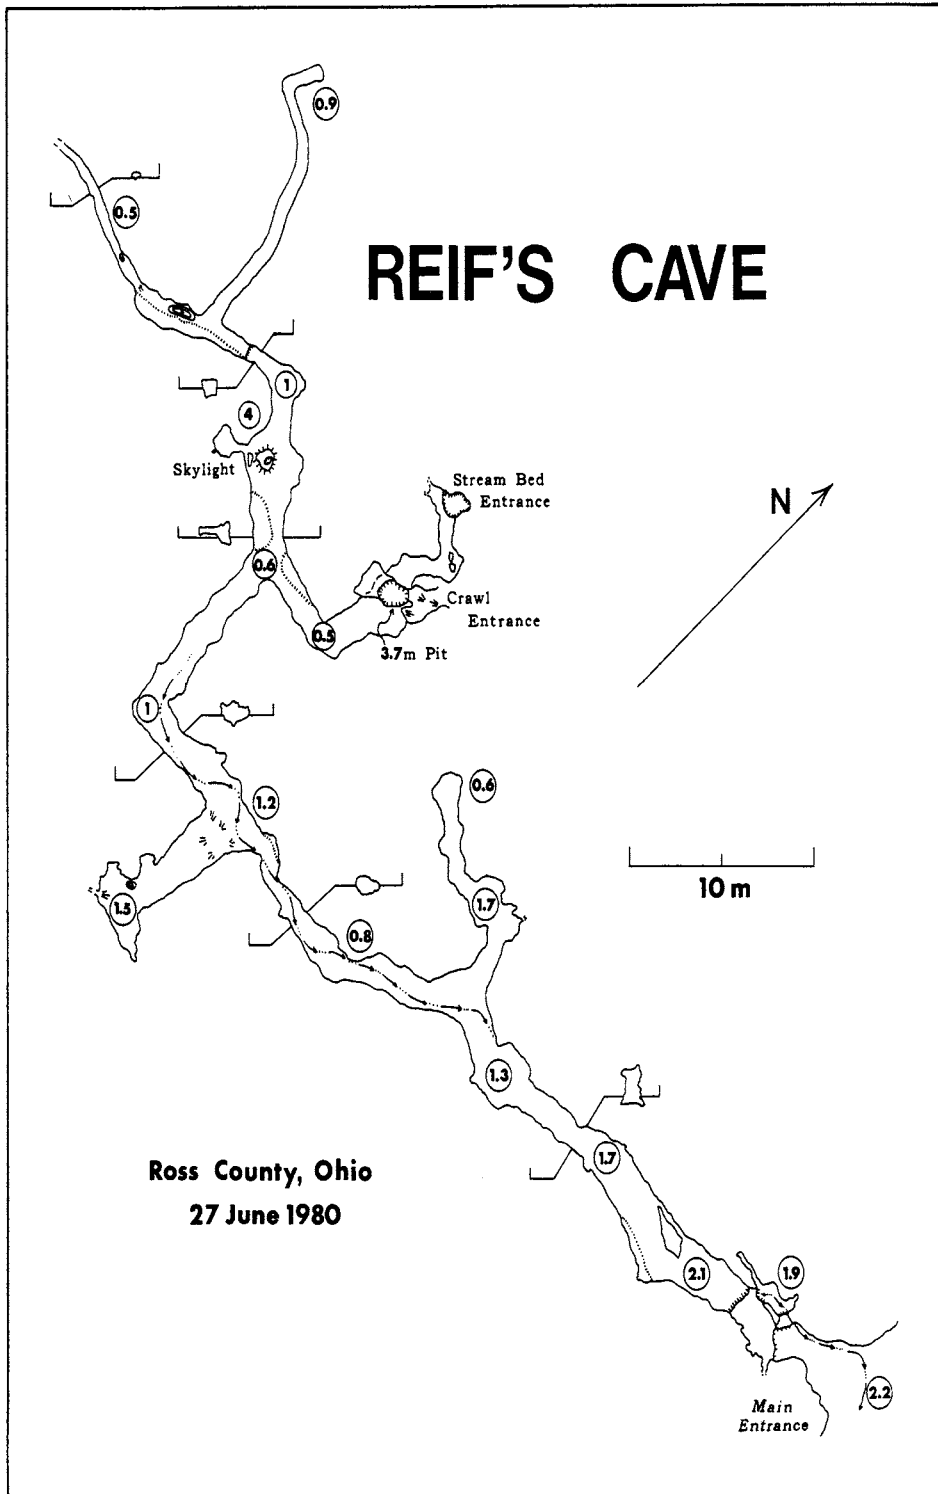 0.9
0.5
REIF'S CAVE
1
4
Skylight
Stream Bed
Entrance
N
0.6
Crawl
Entrance
0.5
3.7m Pit
1
0.6
1.2
10 m
1.5
1.7
0.8
1.3
1.7
Ross County, Ohio
27 June 1980
2.1
1.9
2.2
Main
Entrance